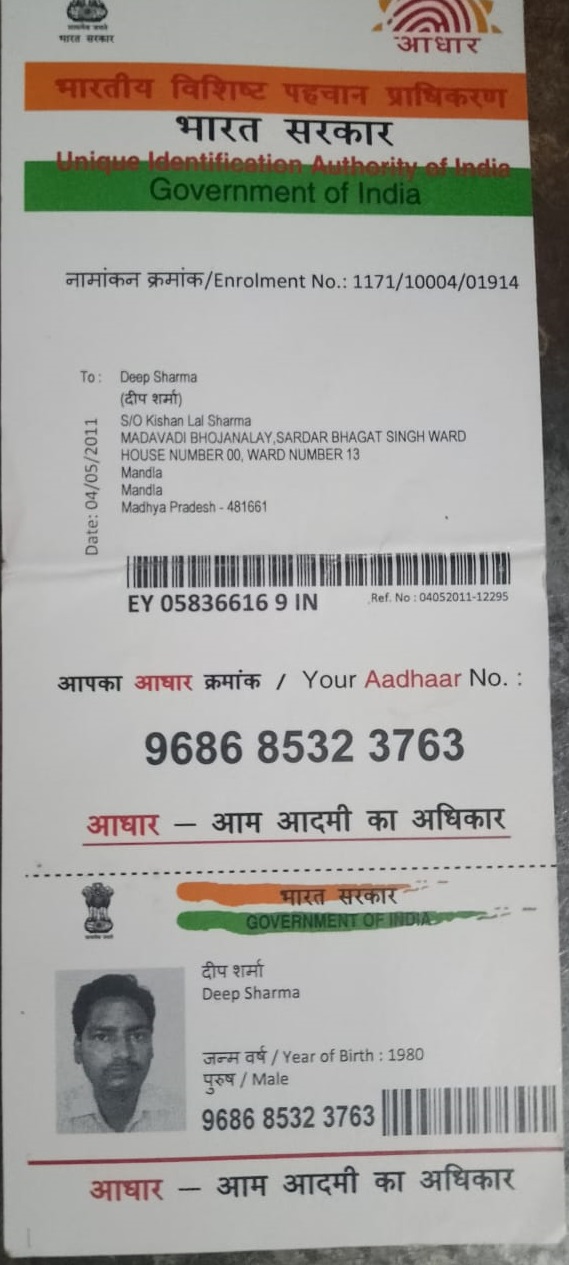 भारत सरकार
आधार
भारतीय विशिष्ट पहचान प्राधिकरण
भारत सरकार
Unique Identification Authority of India
Government of India
नामांकन क्रमांक/Enrolment No.: 1171/10004/01914
To : Deep Sharma
(दीप शर्मा)
S/O Kishan Lal Sharma
MADAVADI BHOJANALAY,SARDAR BHAGAT SINGH WARD
HOUSE NUMBER 00, WARD NUMBER 13
Mandla
Mandla
Madhya Pradesh - 481661
Date: 04/05/2011
EY 05836616 9 IN
Ref. No : 04052011-12295
आपका आधार क्रमांक / Your Aadhaar No. :
9686 8532 3763
आधार — आम आदमी का अधिकार
भारत सरकार
GOVERNMENT OF INDIA
दीप शर्मा
Deep Sharma
जन्म वर्ष / Year of Birth : 1980
पुरुष / Male
9686 8532 3763
आधार — आम आदमी का अधिकार